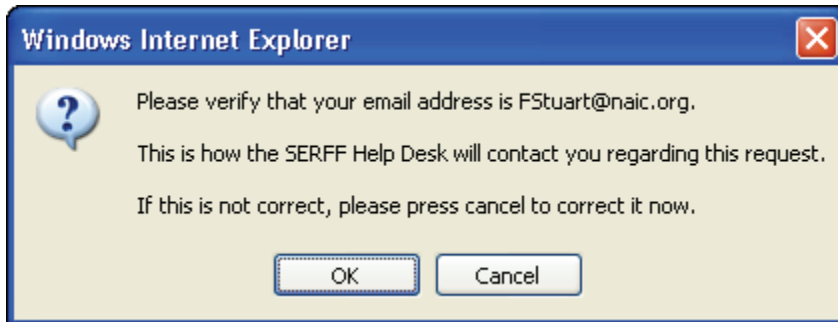 Windows Internet Explorer
Please verify that your email address is FStuart@naic.org.
This is how the SERFF Help Desk will contact you regarding this request.
If this is not correct, please press cancel to correct it now.
OK
Cancel